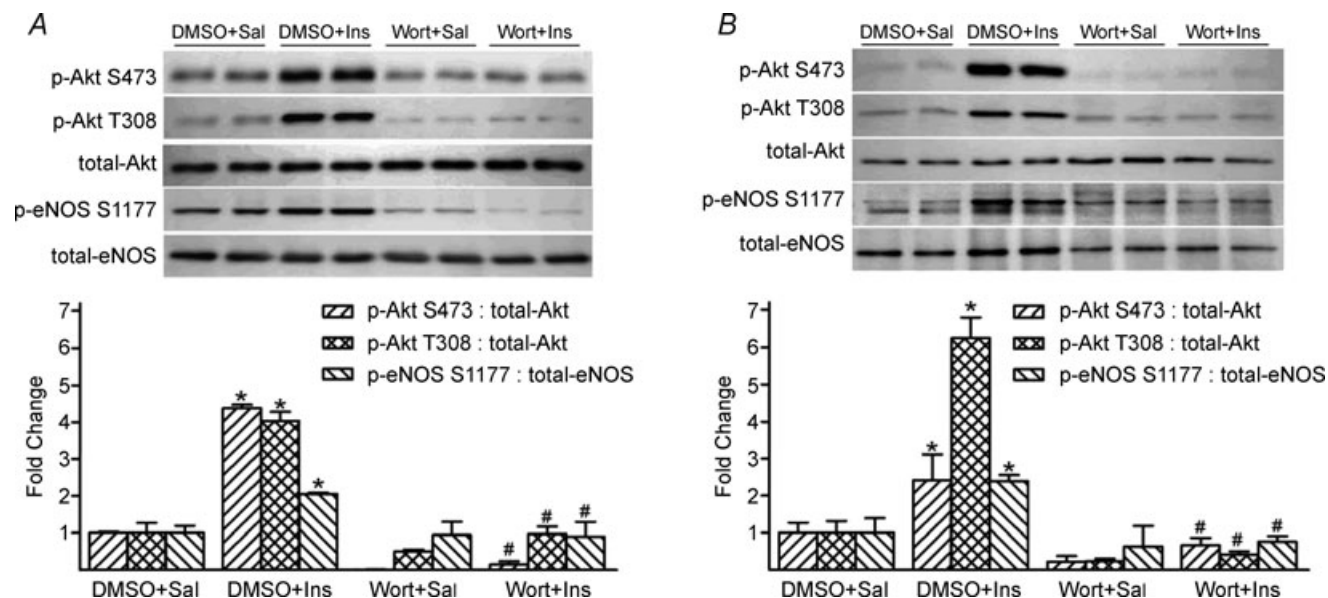 A
DMSO+Sal DMSO+Ins Wort+Sal Wort+Ins
p-Akt S473
p-Akt T308
total-Akt
p-eNOS S1177
total-eNOS
7
6
5
4
3
2
1
Fold Change
p-Akt S473 : total-Akt
p-Akt T308 : total-Akt
p-eNOS S1177 : total-eNOS
* * *
# # #
DMSO+Sal DMSO+Ins Wort+Sal Wort+Ins
B
DMSO+Sal DMSO+Ins Wort+Sal Wort+Ins
p-Akt S473
p-Akt T308
total-Akt
p-eNOS S1177
total-eNOS
7
6
5
4
3
2
1
Fold Change
p-Akt S473 : total-Akt
p-Akt T308 : total-Akt
p-eNOS S1177 : total-eNOS
* * *
# # #
DMSO+Sal DMSO+Ins Wort+Sal Wort+Ins